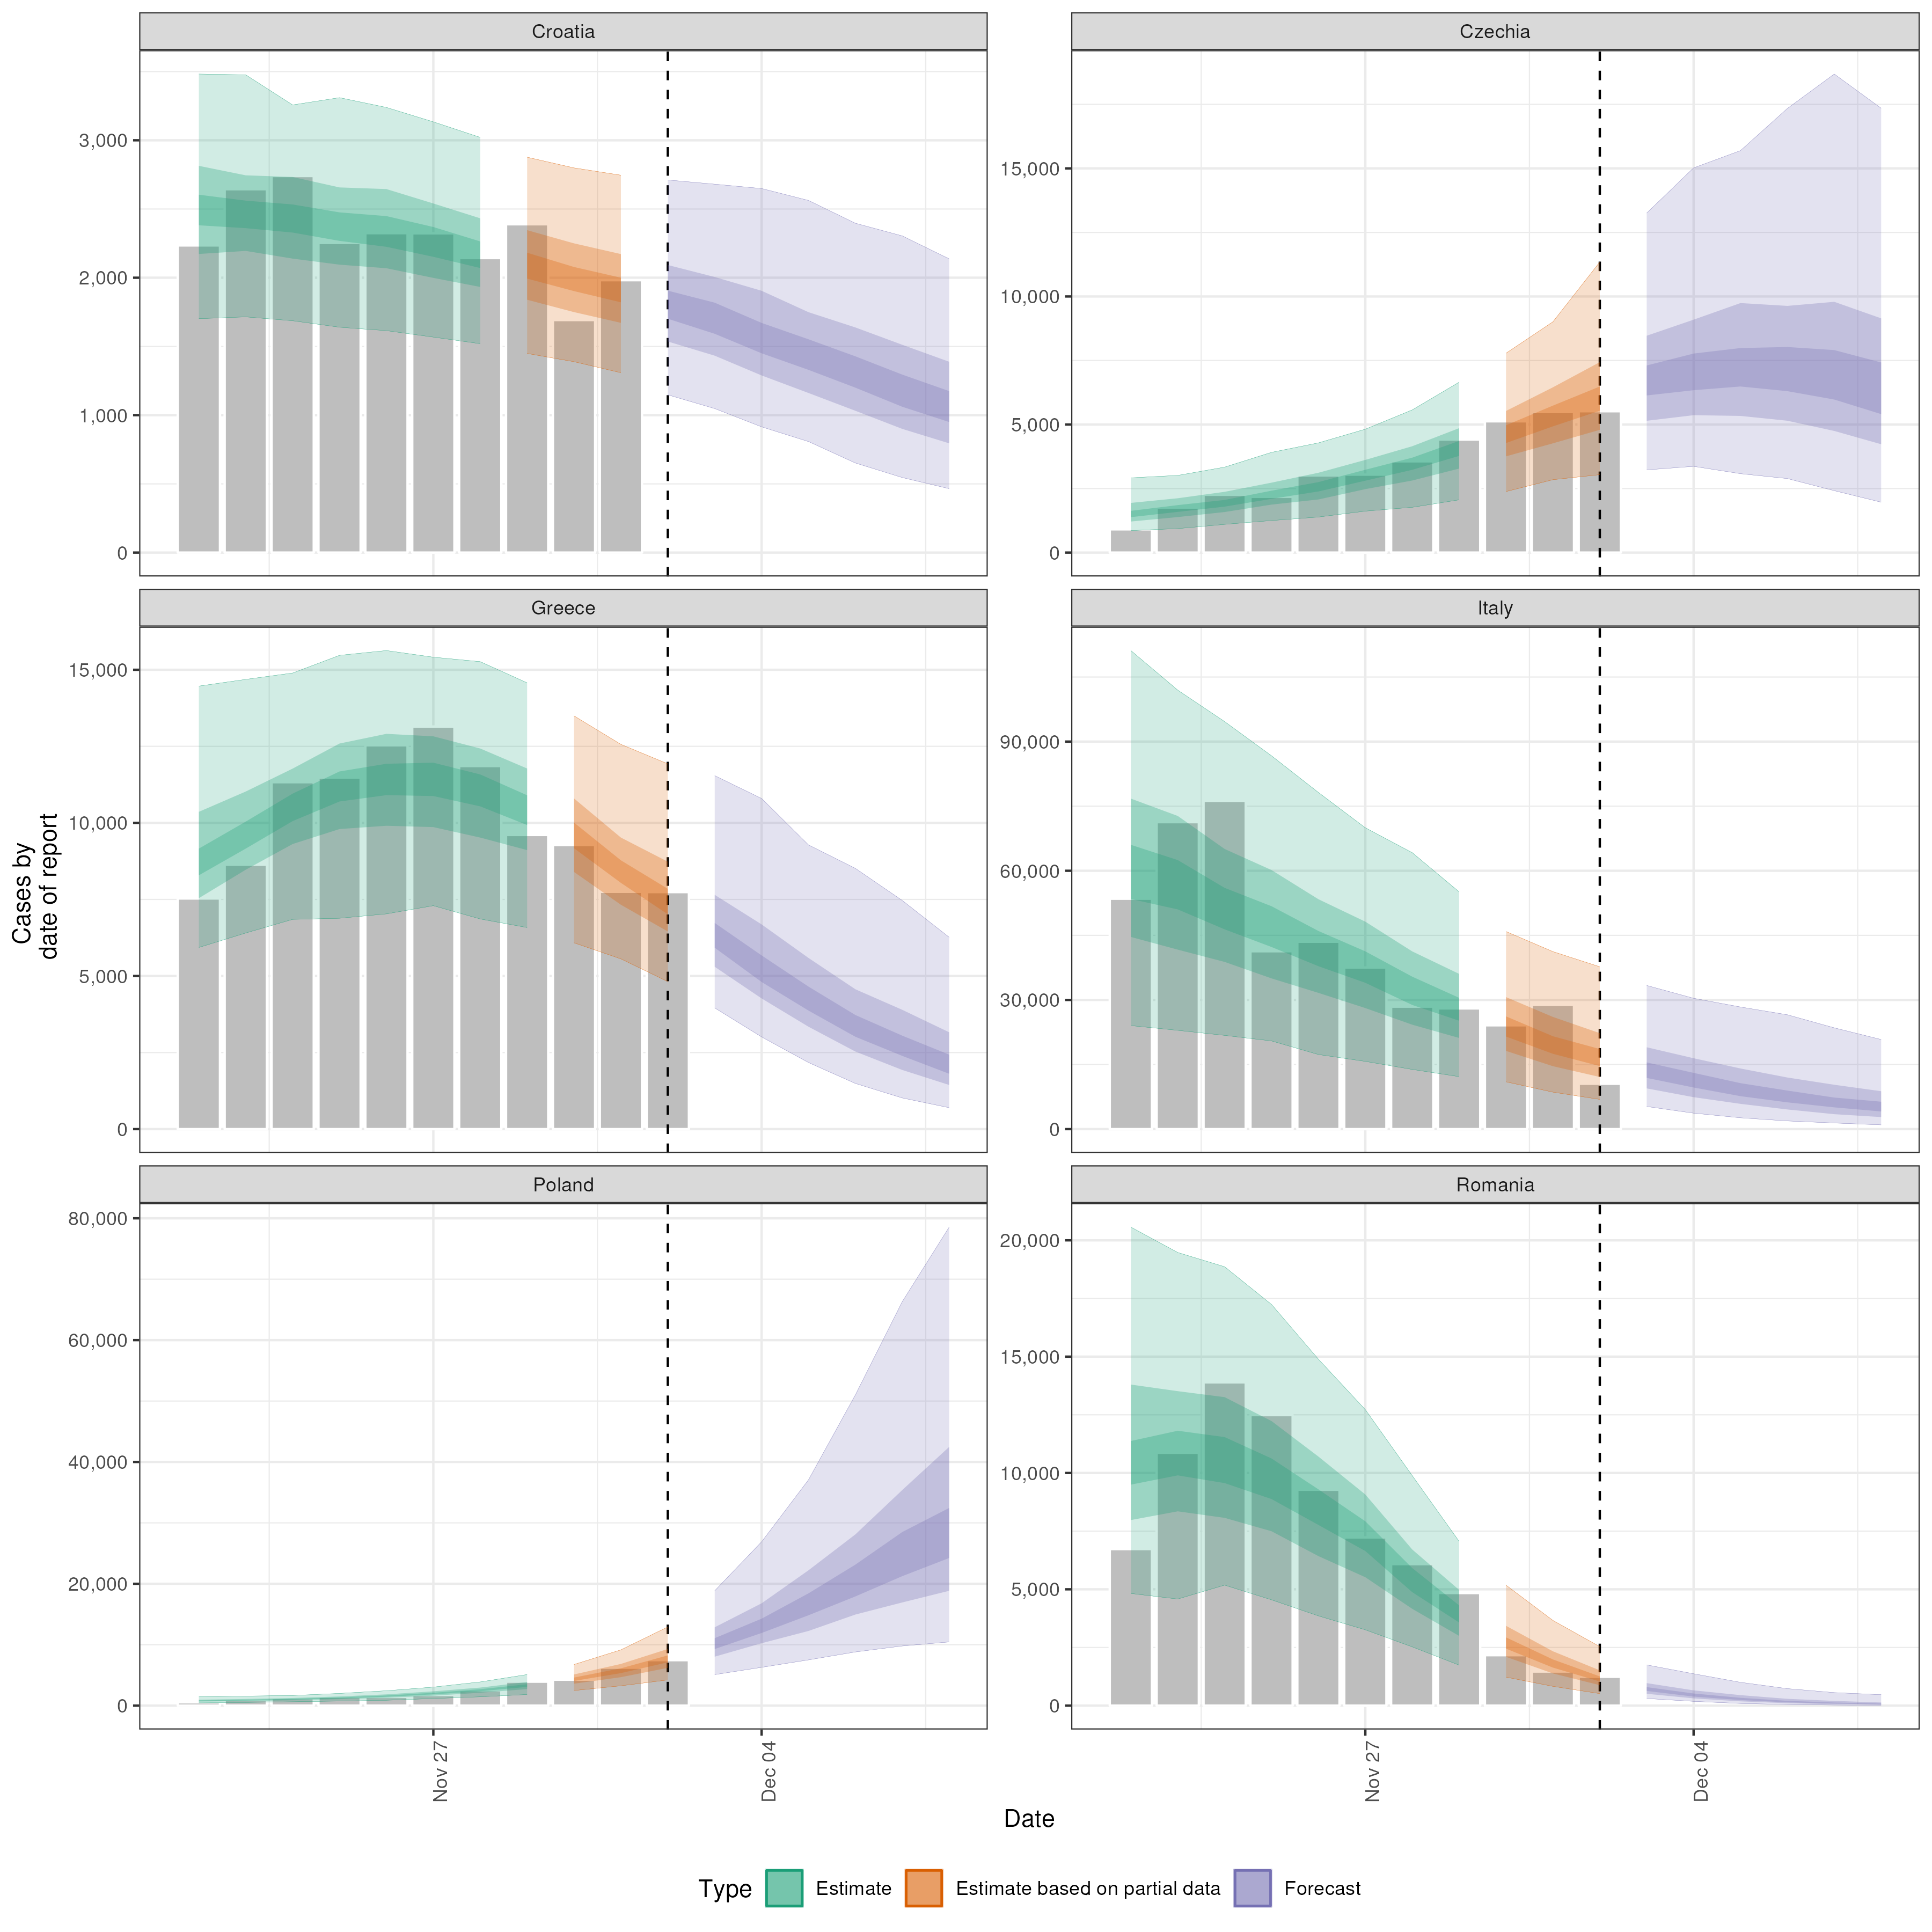 Croatia
Czechia
3,000
2,000
1,000
0
15,000
10,000
5,000
0
Greece
Italy
15,000
10,000
5,000
0
90,000
60,000
30,000
0
Poland
Romania
80,000
60,000
40,000
20,000
0
20,000
15,000
10,000
5,000
0
Cases by
date of report
Nov 27
Dec 04
Nov 27
Dec 04
Date
Type
Estimate
Estimate based on partial data
Forecast